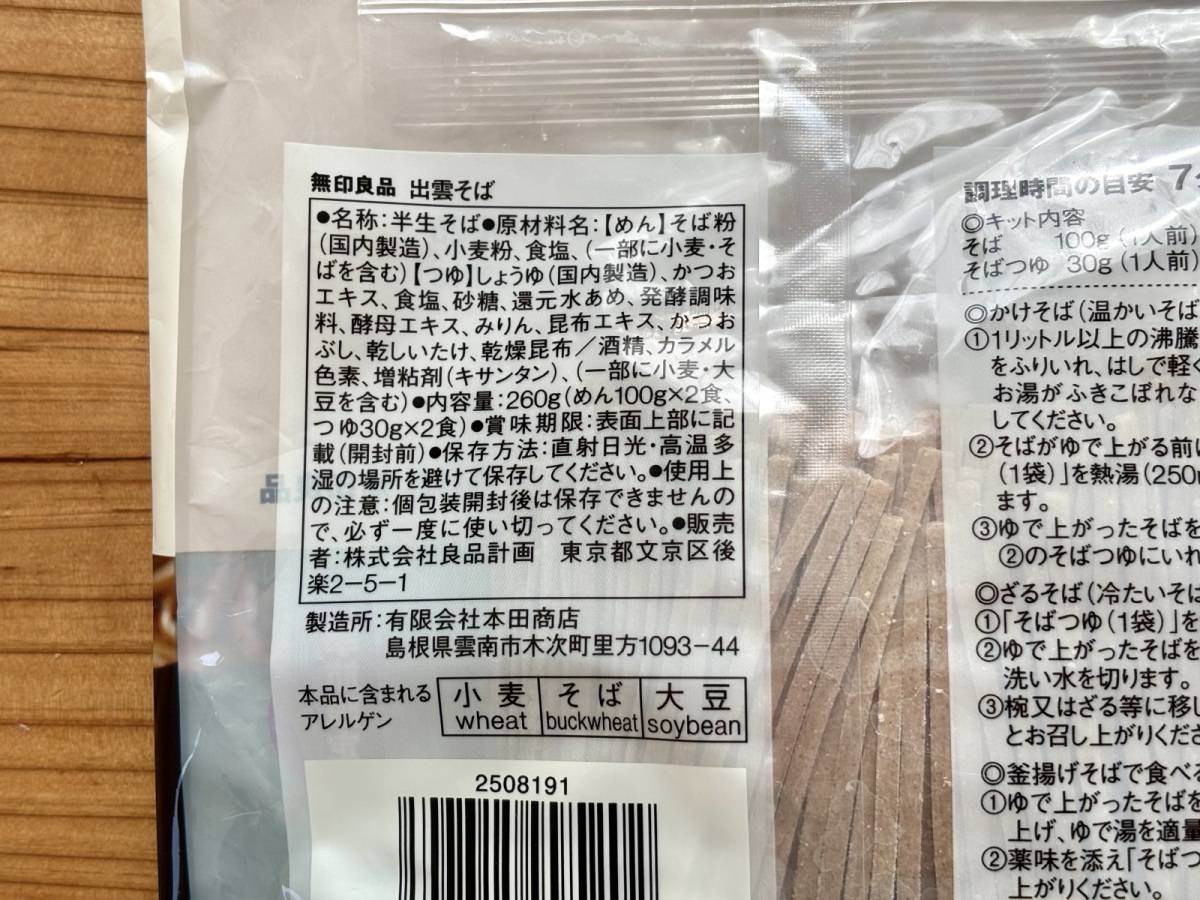 無印良品 出雲そば
●名称:半生そば●原材料名:【めん】そば粉
(国内製造)、小麦粉、食塩、(一部に小麦・そ
ばを含む)【つゆ】しょうゆ(国内製造)、かつお
エキス、食塩、砂糖、還元水あめ、発酵調味
料、酵母エキス、みりん、昆布エキス、かつお
ぶし、乾しいたけ、乾燥昆布/酒精、カラメル
色素、増粘剤(キサンタン)、(一部に小麦・大
豆を含む)●内容量:260g(めん100g×2食、
つゆ30g×2食)●賞味期限:表面上部に記
載(開封前)●保存方法:直射日光・高温多
湿の場所を避けて保存してください。●使用上
の注意:個包装開封後は保存できませんの
で、必ず一度に使い切ってください。●販売
者:株式会社良品計画 東京都文京区後
楽2-5-1
製造所:有限会社本田商店
島根県雲南市木次町里方1093-44
本品に含まれる
アレルゲン
小麦 そば 大豆
wheat buckwheat soybean
2508191
調理時間の目安 7
◎キット内容
そば 100g(1人前)
そばつゆ 30g(1人前)
◎かけそば(温かいそば
①1リットル以上の沸騰
をふりいれ、はしで軽く
お湯がふきこぼれな
してください。
②そばがゆで上がる前に
(1袋)」を熱湯(250
ます。
③ゆで上がったそばを
②のそばつゆにいれ
◎ざるそば(冷たいそば
①「そばつゆ(1袋)」を
②ゆで上がったそばを
洗い水を切ります。
③椀又はざる等に移し
とお召し上がりくださ
◎釜揚げそばで食べる
①ゆで上がったそばを
上げ、ゆで湯を適量
②薬味を添え「そばつ
上がりください。